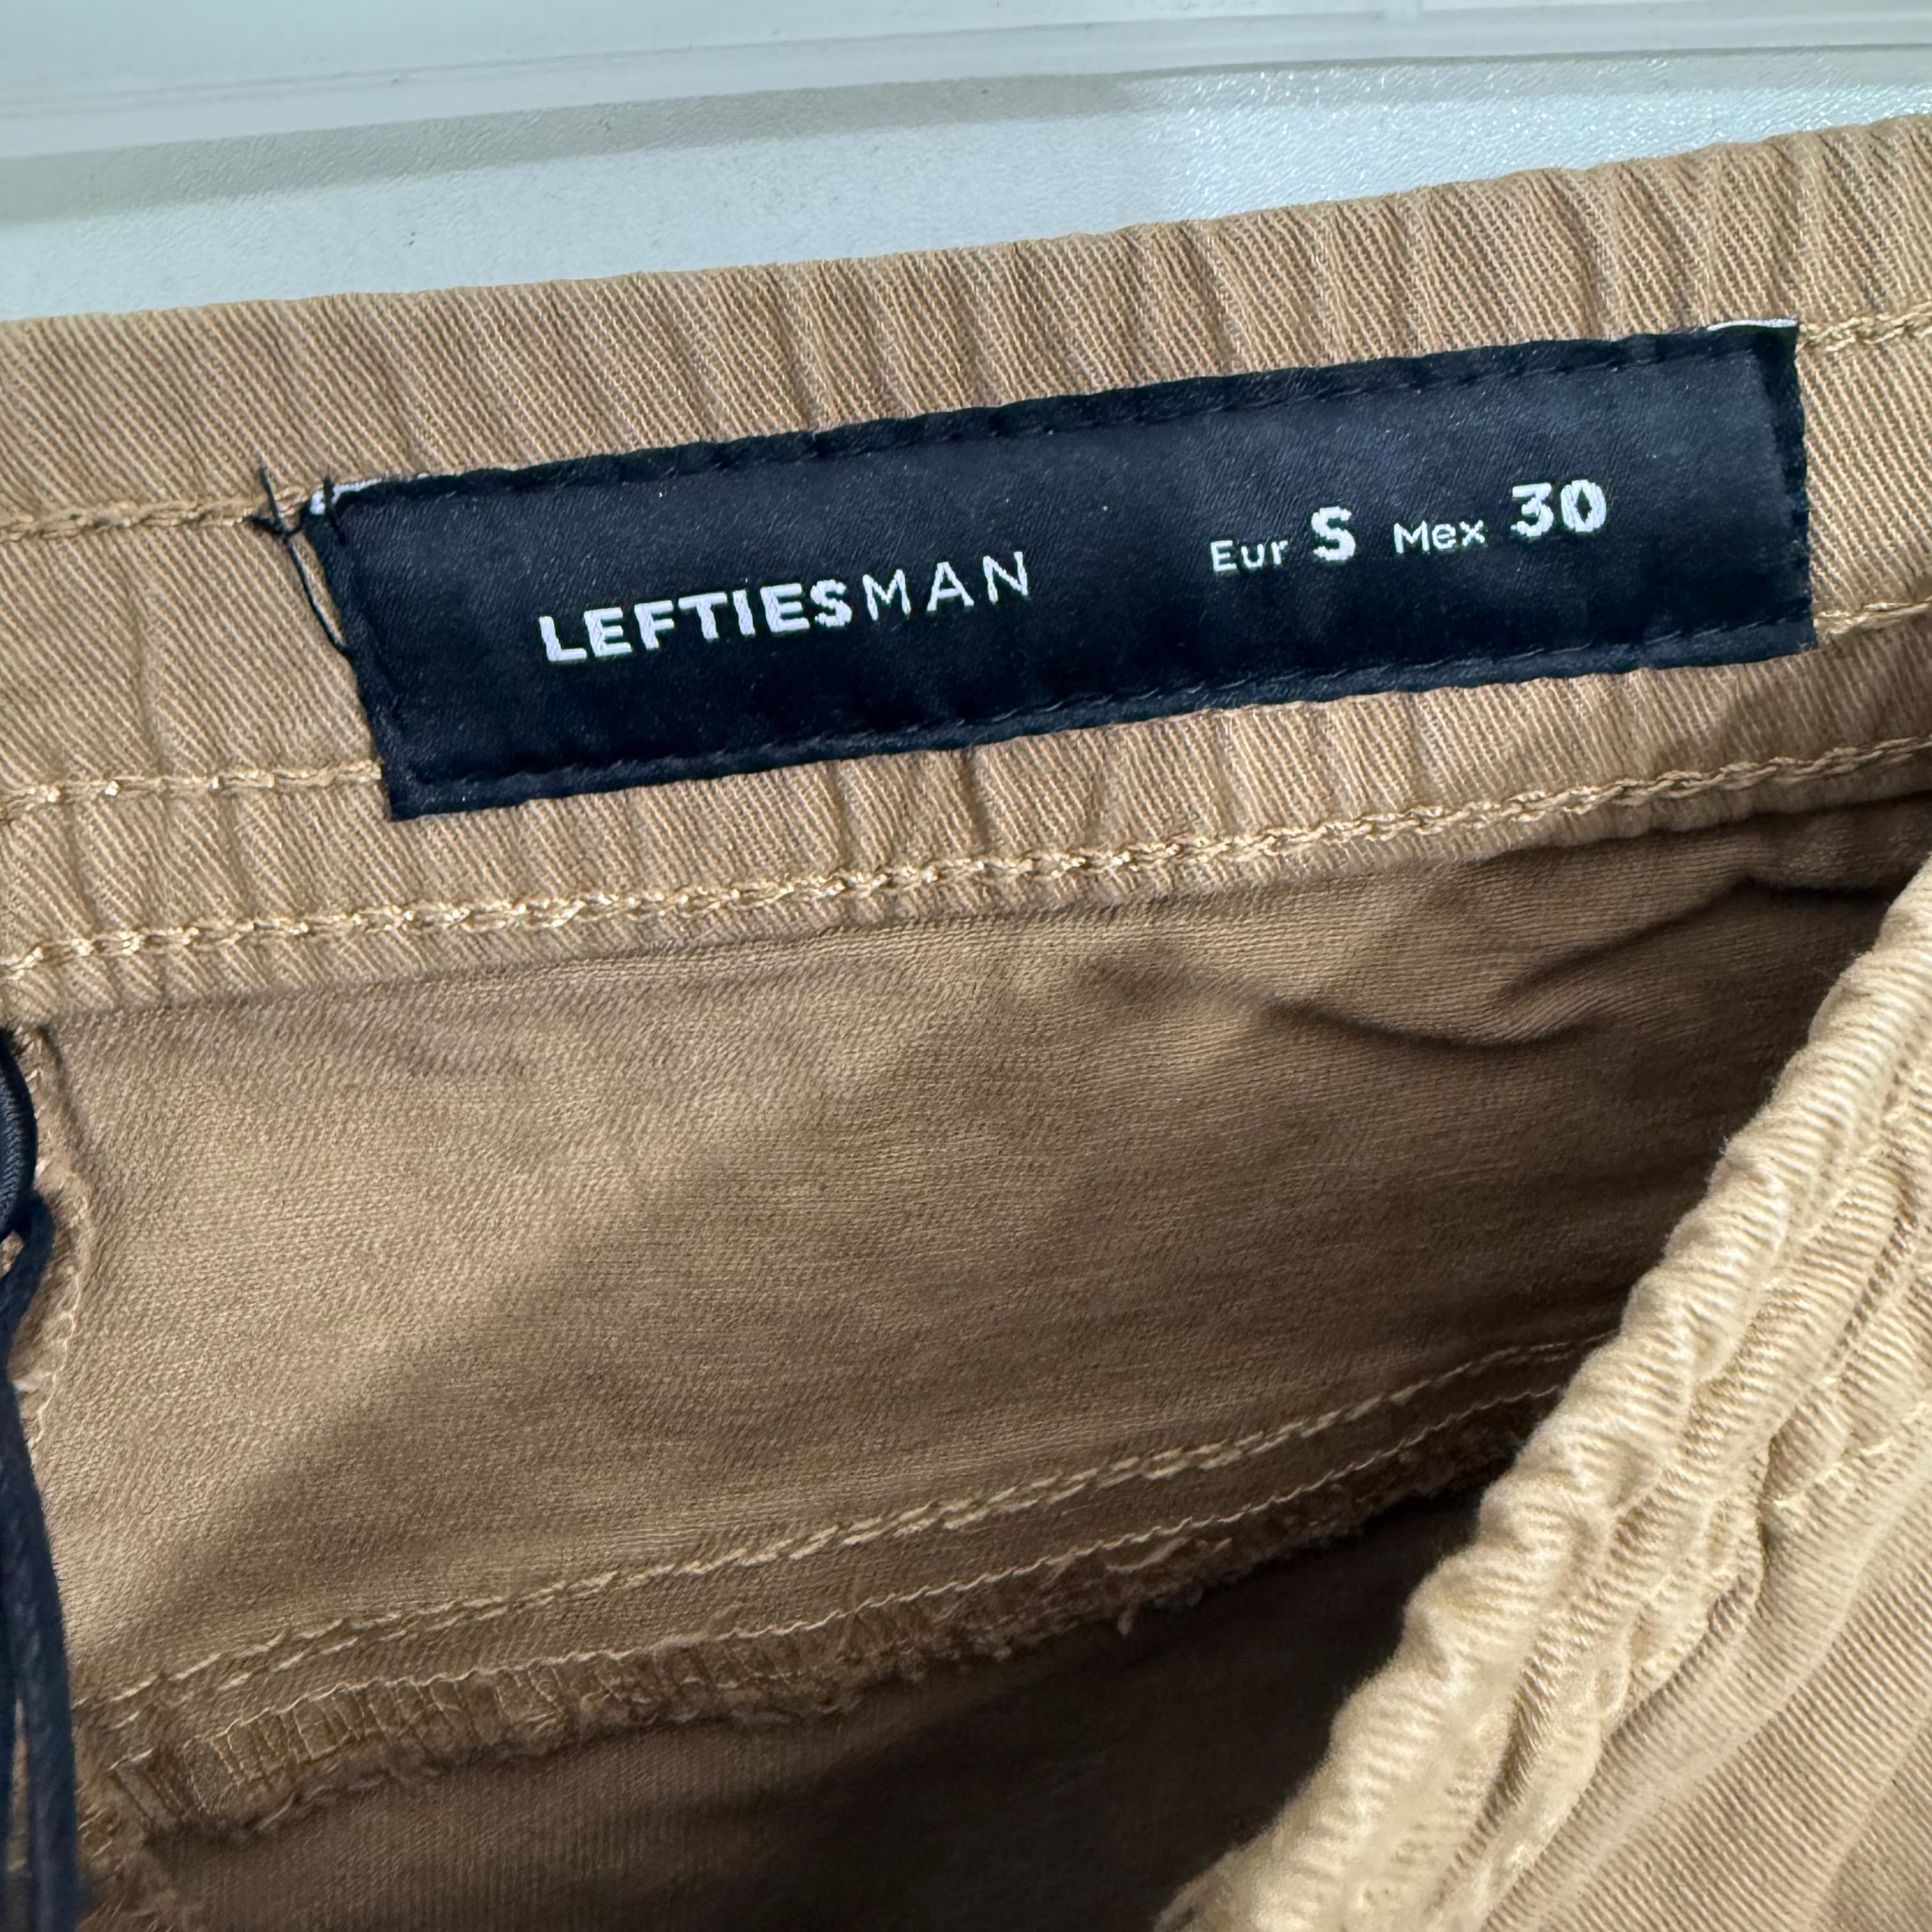 LEFTIESMAN Eur S Mex 30